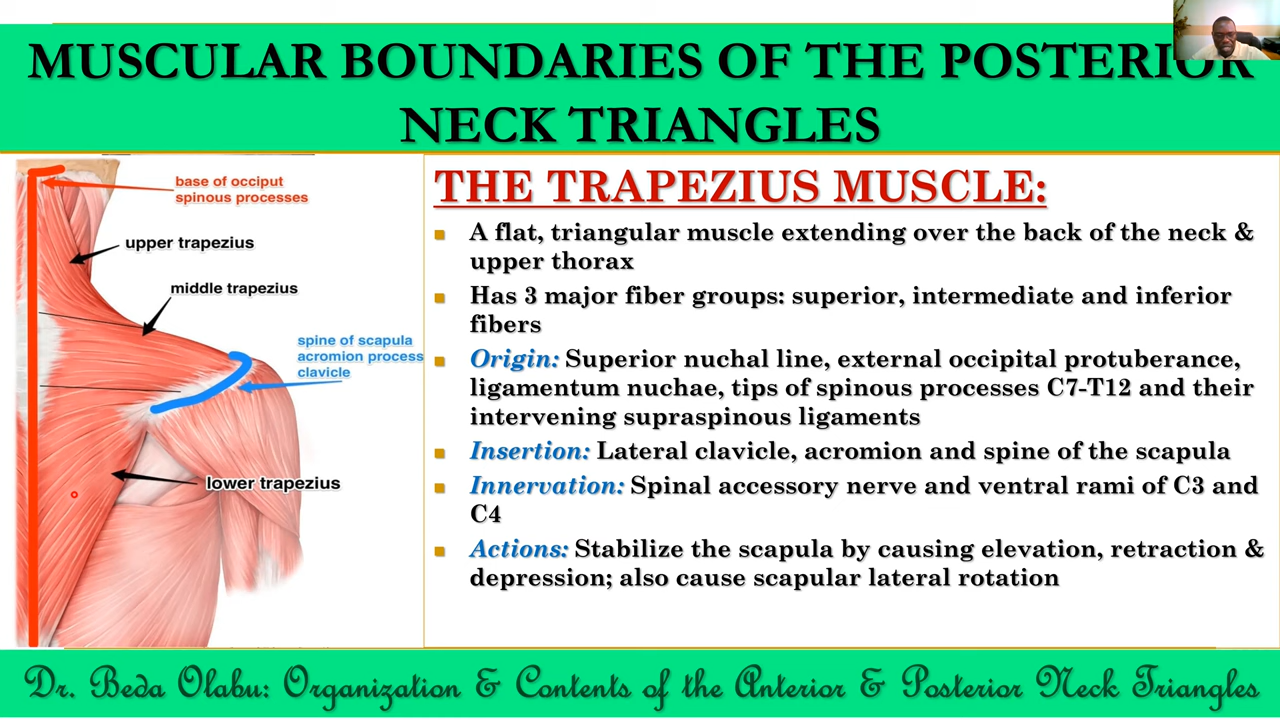 MUSCULAR BOUNDARIES OF THE POSTERIOR
NECK TRIANGLES
base of occiput
spinous processes
upper trapezius
middle trapezius
spine of scapula
acromion process
clavicle
lower trapezius
THE TRAPEZIUS MUSCLE:
A flat, triangular muscle extending over the back of the neck &
upper thorax
Has 3 major fiber groups: superior, intermediate and inferior
fibers
Origin: Superior nuchal line, external occipital protuberance,
ligamentum nuchae, tips of spinous processes C7-T12 and their
intervening supraspinous ligaments
Insertion: Lateral clavicle, acromion and spine of the scapula
Innervation: Spinal accessory nerve and ventral rami of C3 and
C4
Actions: Stabilize the scapula by causing elevation, retraction &
depression; also cause scapular lateral rotation
Dr. Beda Olabu: Organization & Contents of the Anterior & Posterior Neck Triangles